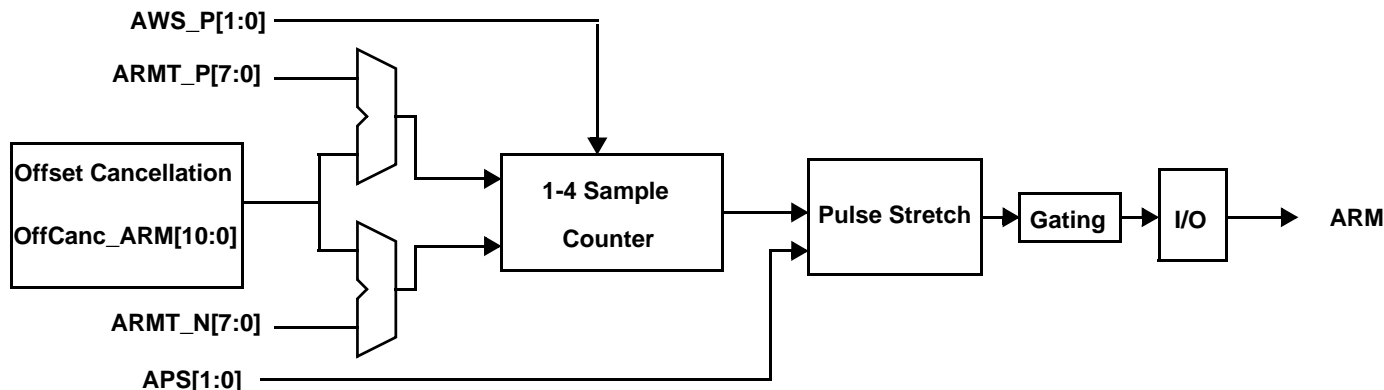 AWS_P[1:0]
ARMT_P[7:0]
Offset Cancellation
OffCanc_ARM[10:0]
1-4 Sample
Counter
Pulse Stretch
Gating
I/O
ARM
ARMT_N[7:0]
APS[1:0]